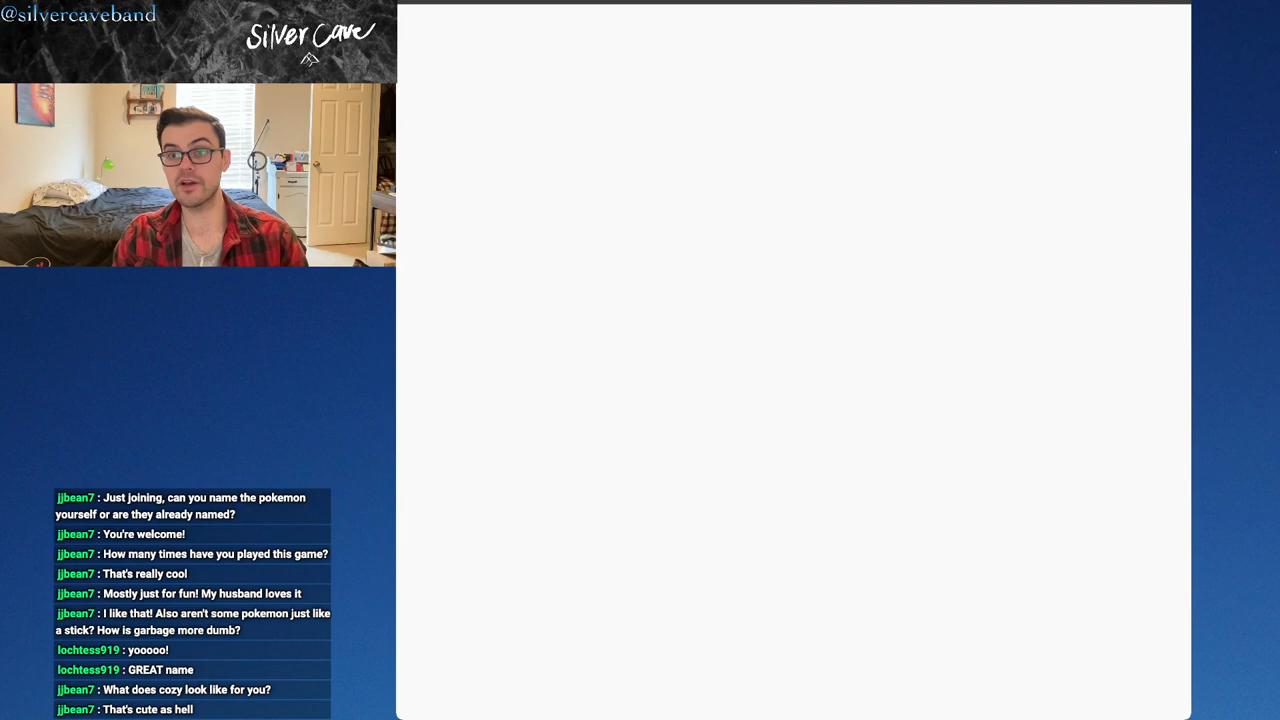 @silvercaveband
Silver Cave
jjbean7 : Just joining, can you name the pokemon
yourself or are they already named?
jjbean7 : You're welcome!
jjbean7 : How many times have you played this game?
jjbean7 : That's really cool
jjbean7 : Mostly just for fun! My husband loves it
jjbean7 : I like that! Also aren't some pokemon just like
a stick? How is garbage more dumb?
lochtess919 : yooooo!
lochtess919 : GREAT name
jjbean7 : What does cozy look like for you?
jjbean7 : That's cute as hell